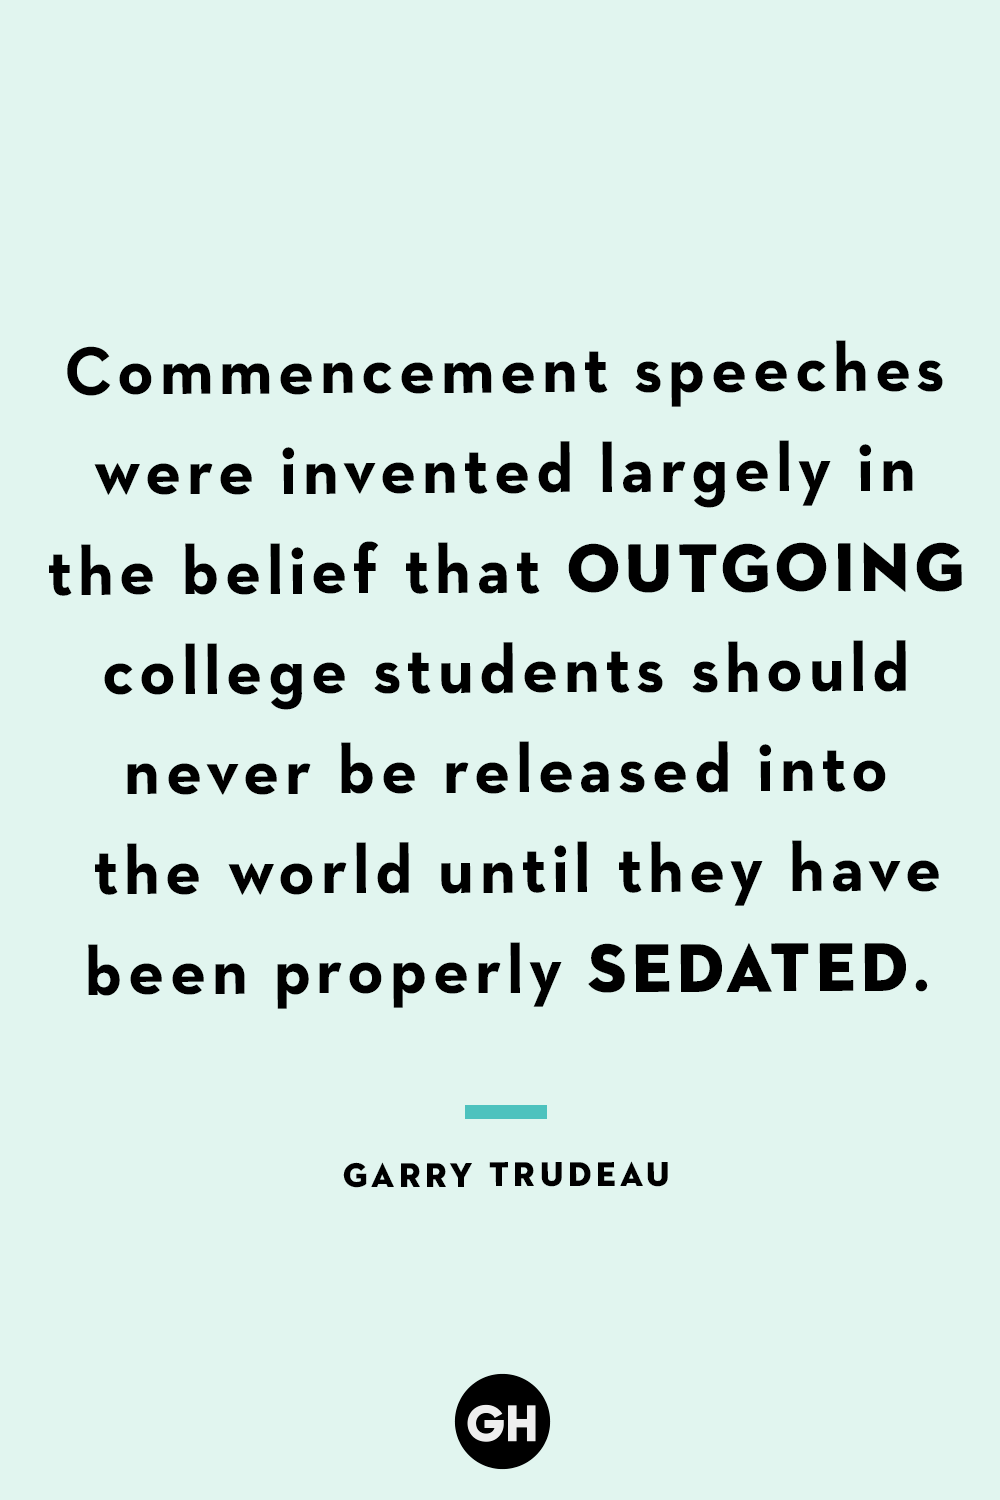 Commencement speeches
were invented largely in
the belief that OUTGOING
college students should
never be released into
the world until they have
been properly SEDATED.
GARRY TRUDEAU
GH